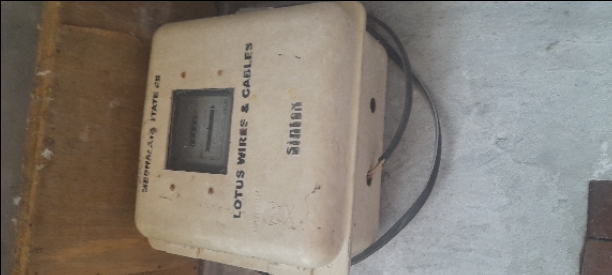 MEGHALAYA STATE
LOTUS WIRES & CABLES
Sintex